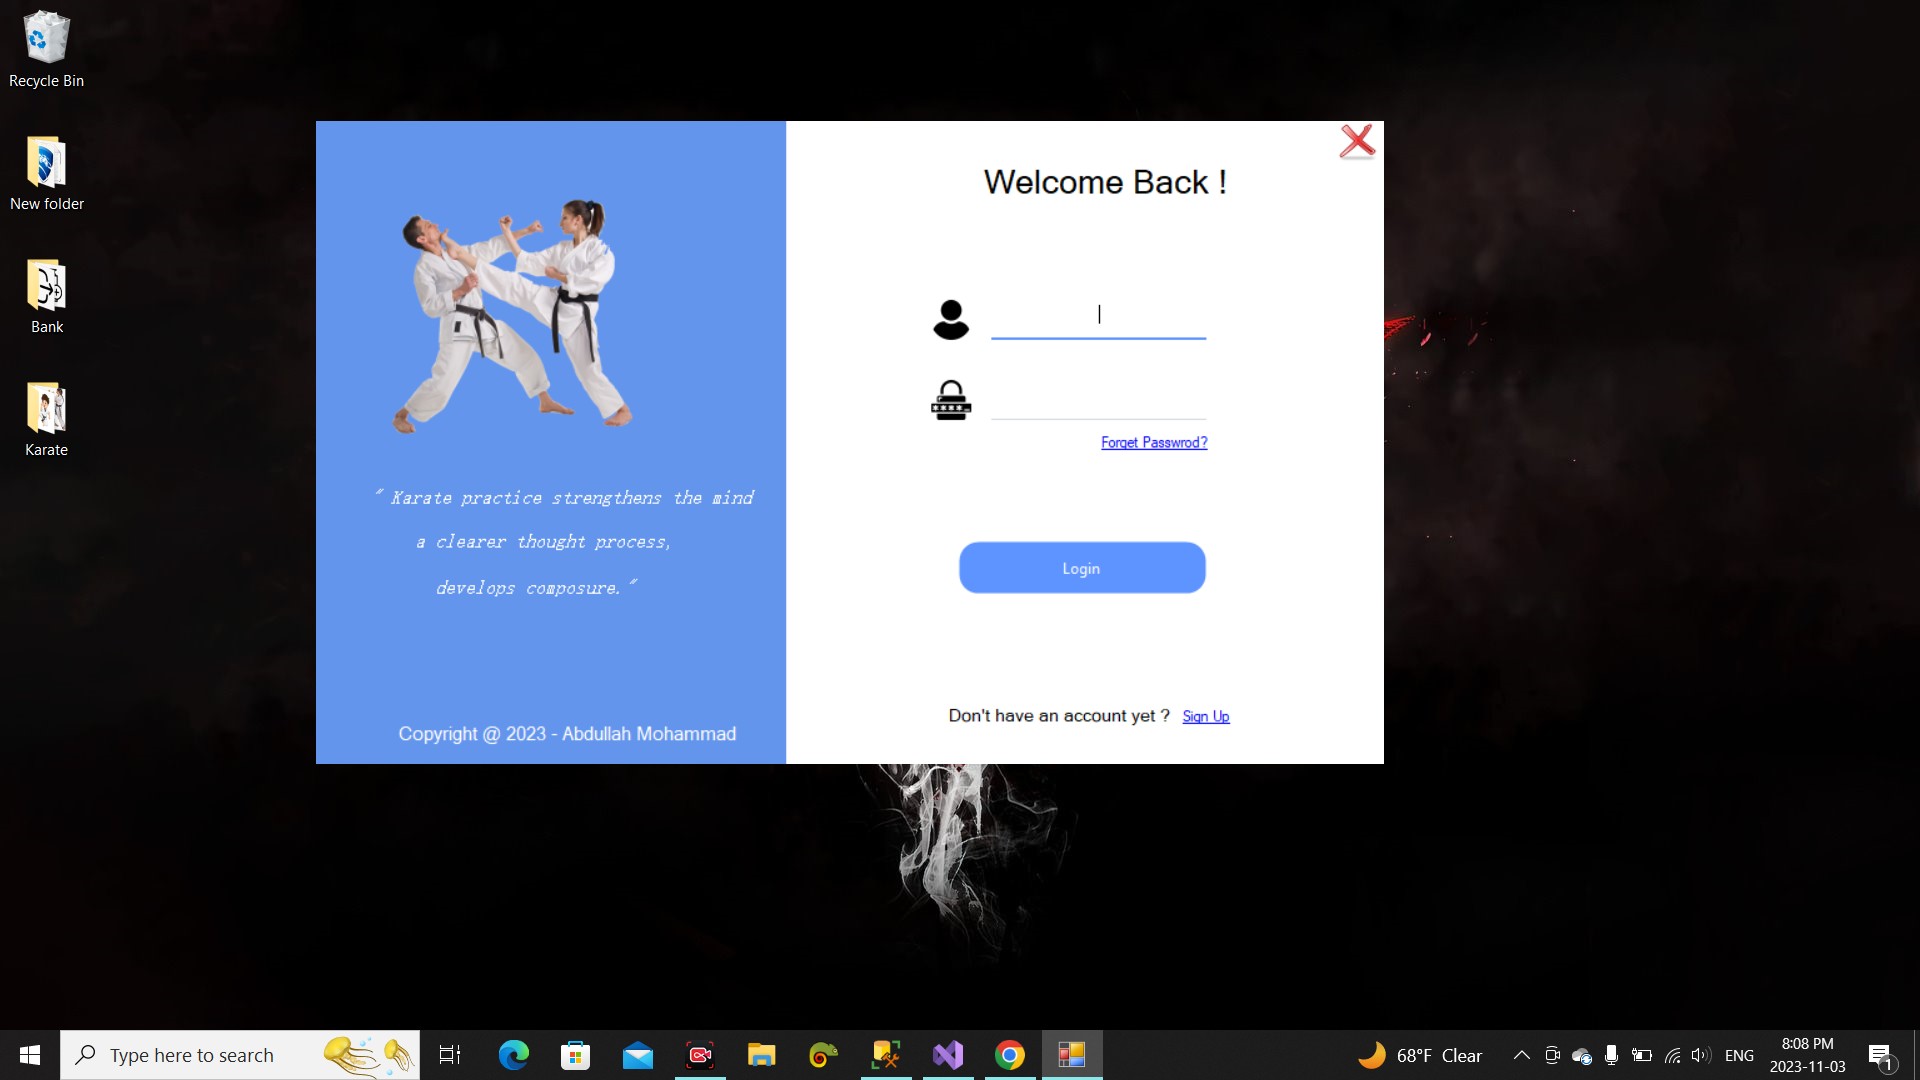 Recycle Bin
New folder
Bank
Karate
" Karate practice strengthens the mind
a clearer thought process,
develops composure."
Copyright @ 2023 - Abdullah Mohammad
Welcome Back !
****
Forget Passwrod?
Login
Don't have an account yet ? Sign Up
Type here to search
68°F Clear
ENG
8:08 PM
2023-11-03
1